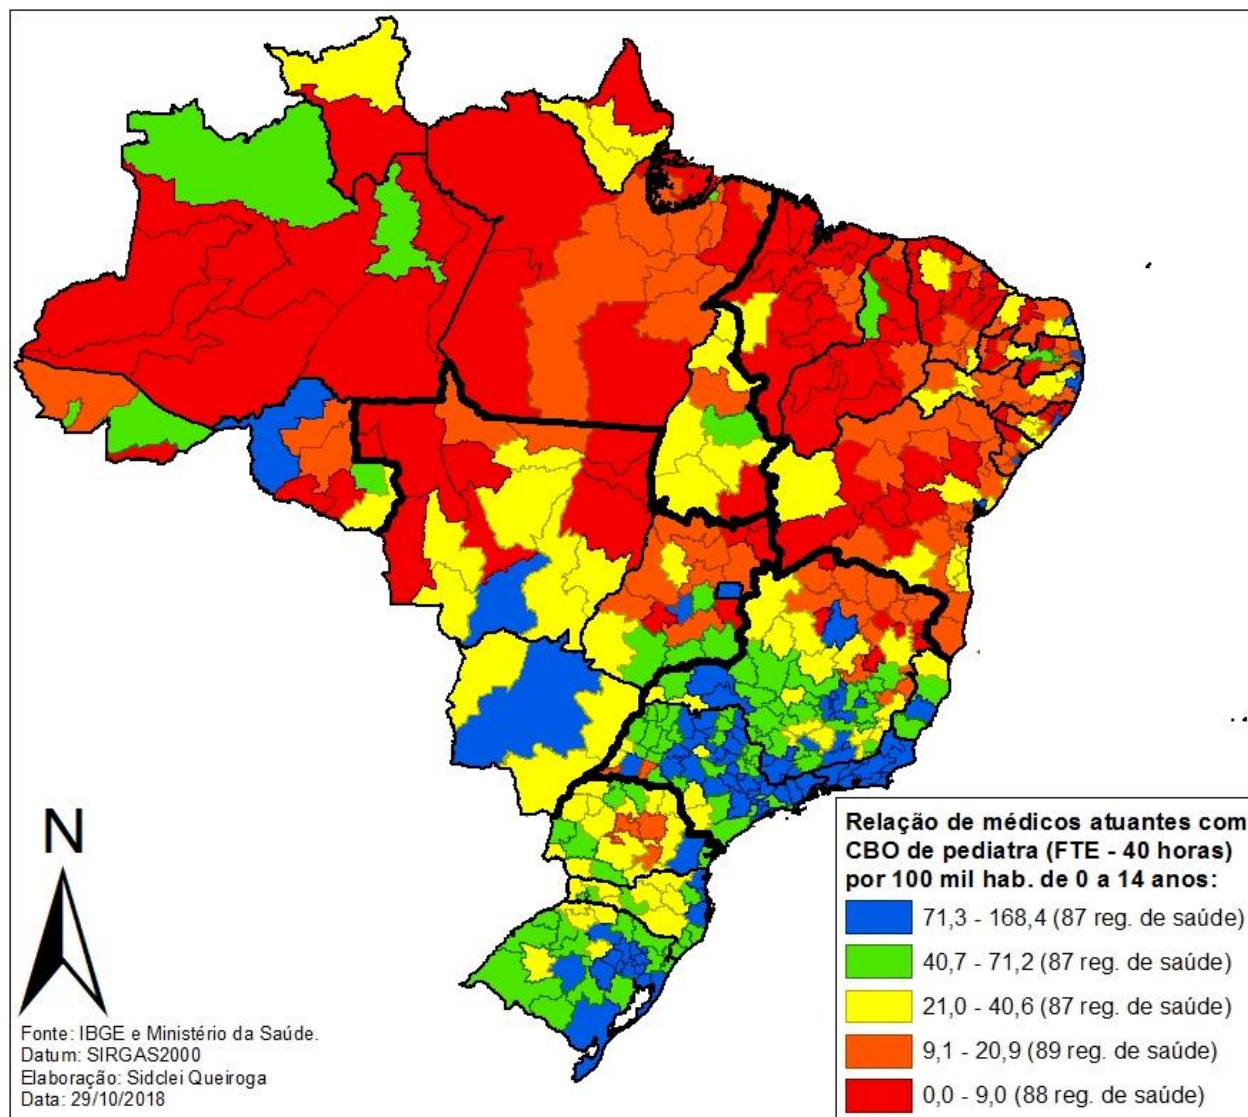 N
Fonte: IBGE e Ministério da Saúde.
Datum: SIRGAS2000
Elaboração: Sidclei Queiroga
Data: 29/10/2018
Relação de médicos atuantes com
CBO de pediatra (FTE - 40 horas)
por 100 mil hab. de 0 a 14 anos:
71,3 - 168,4 (87 reg. de saúde)
40,7 - 71,2 (87 reg. de saúde)
21,0 - 40,6 (87 reg. de saúde)
9,1 - 20,9 (89 reg. de saúde)
0,0 - 9,0 (88 reg. de saúde)